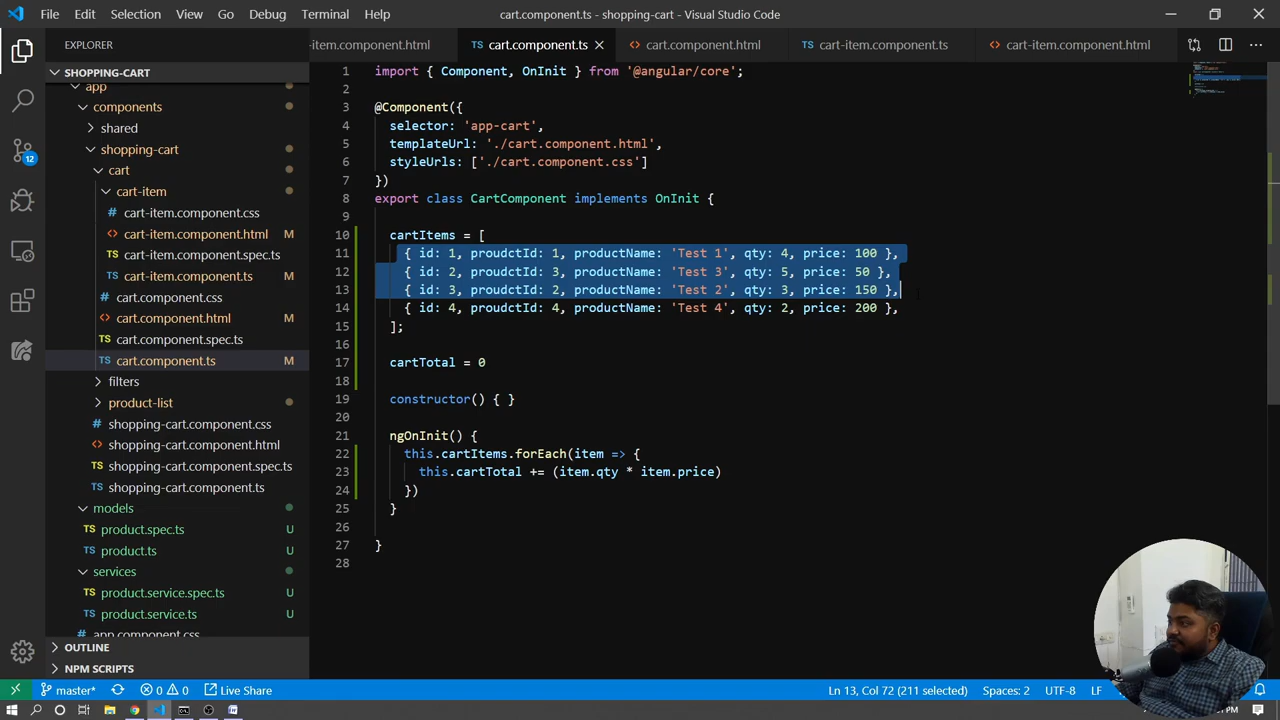 File Edit Selection View Go Debug Terminal Help
cart.component.ts - shopping-cart - Visual Studio Code
EXPLORER
-item.component.html
TS cart.component.ts
cart.component.html
TS cart-item.component.ts
cart-item.component.html
SHOPPING-CART
app
components
shared
shopping-cart
cart
cart-item
# cart-item.component.css
cart-item.component.html M
TS cart-item.component.spec.ts
TS cart-item.component.ts M
# cart.component.css
cart.component.html M
TS cart.component.spec.ts
TS cart.component.ts M
filters
product-list
# shopping-cart.component.css
shopping-cart.component.html
TS shopping-cart.component.spec.ts
TS shopping-cart.component.ts
models
TS product.spec.ts U
TS product.ts U
services
TS product.service.spec.ts U
TS product.service.ts U
app.component.css
OUTLINE
NPM SCRIPTS
12
1 import { Component, OnInit } from '@angular/core';
2
3 @Component({
4 selector: 'app-cart',
5 templateUrl: './cart.component.html',
6 styleUrls: ['./cart.component.css']
7 })
8 export class CartComponent implements OnInit {
9
10 cartItems = [
11 { id: 1, proudctId: 1, productName: 'Test 1', qty: 4, price: 100 },
12 { id: 2, proudctId: 3, productName: 'Test 3', qty: 5, price: 50 },
13 { id: 3, proudctId: 2, productName: 'Test 2', qty: 3, price: 150 },
14 { id: 4, proudctId: 4, productName: 'Test 4', qty: 2, price: 200 },
15 ];
16
17 cartTotal = 0
18
19 constructor() { }
20
21 ngOnInit() {
22 this.cartItems.forEach(item => {
23 this.cartTotal += (item.qty * item.price)
24 })
25 }
26
27 }
28
master* 0 0 Live Share
Ln 13, Col 72 (211 selected) Spaces: 2 UTF-8 LF